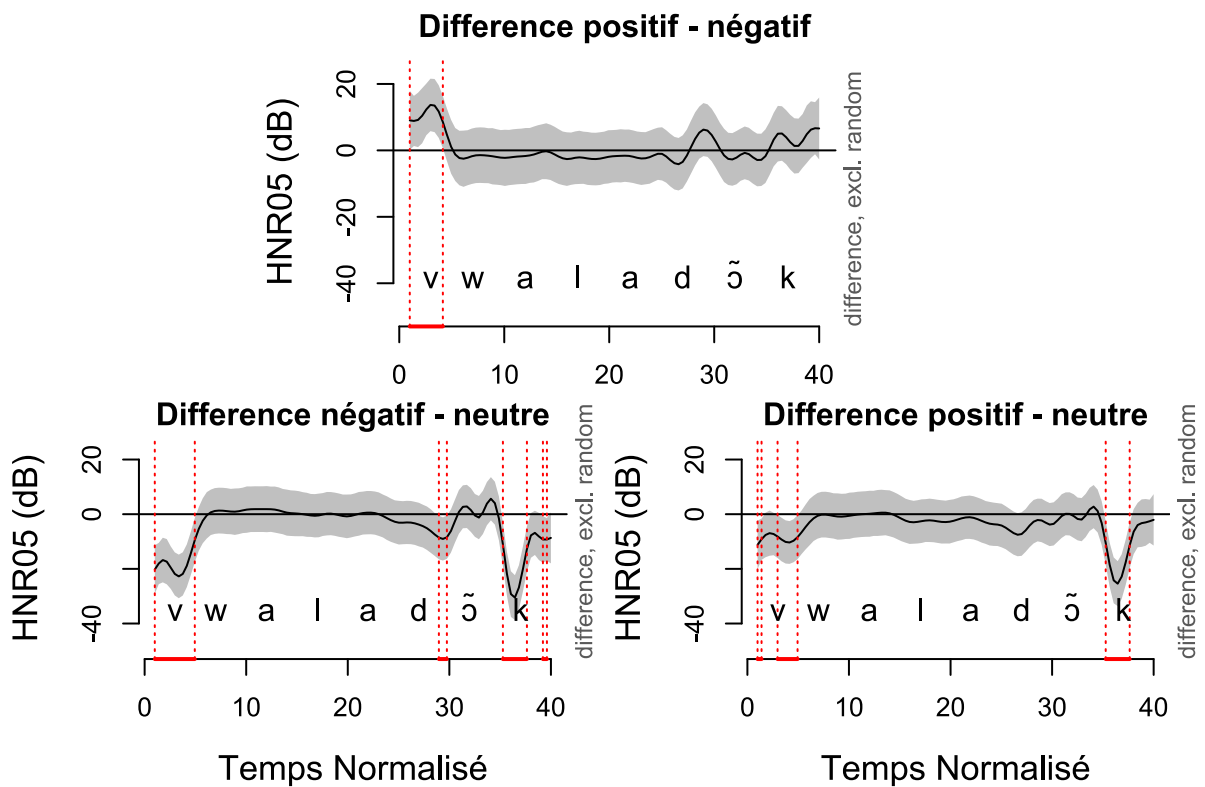 Difference positif - négatif
HNR05 (dB)
20
0
-20
-40
v w a l a d ɔ̃ k
difference, excl. random
0 10 20 30 40
Difference négatif - neutre
HNR05 (dB)
20
0
-40
v w a l a d ɔ̃ k
difference, excl. random
0 10 20 30 40
Temps Normalisé
Difference positif - neutre
HNR05 (dB)
20
0
-40
v w a l a d ɔ̃ k
difference, excl. random
0 10 20 30 40
Temps Normalisé